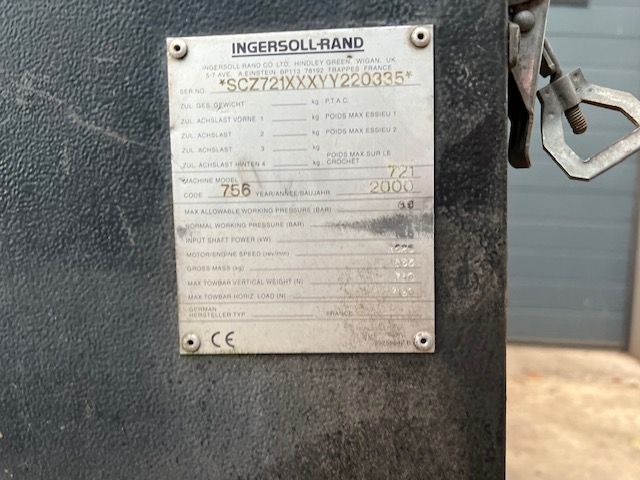 INGERSOLL-RAND
INGERSOLL-RAND CO. LTD. HINDLEY GREEN, WIGAN, UK
5-7 AVE. A.EINSTEIN BP113 78192 TRAPPES FRANCE
SER NO. *SCZ721XXXYY220335*
ZUL. GES. GEWICHT kg P.T.A.C.
ZUL. ACHSLAST VORNE 1 kg POIDS MAX ESSIEU 1
ZUL. ACHSLAST 2 kg POIDS MAX ESSIEU 2
ZUL. ACHSLAST 3 kg POIDS MAX SUR LE
ZUL. ACHSLAST HINTEN 4 kg CROCHET
MACHINE MODEL 721
CODE 756 YEAR/ANNEE/BAUJAHR 2000
MAX ALLOWABLE WORKING PRESSURE (BAR)
NORMAL WORKING PRESSURE (BAR)
INPUT SHAFT POWER (kW)
MOTOR/ENGINE SPEED (rev/min)
GROSS MASS (kg)
MAX TOWBAR VERTICAL WEIGHT (N)
MAX TOWBAR HORIZ. LOAD (N)
GERMAN
HERSTELLER TYP FRANCE
CE